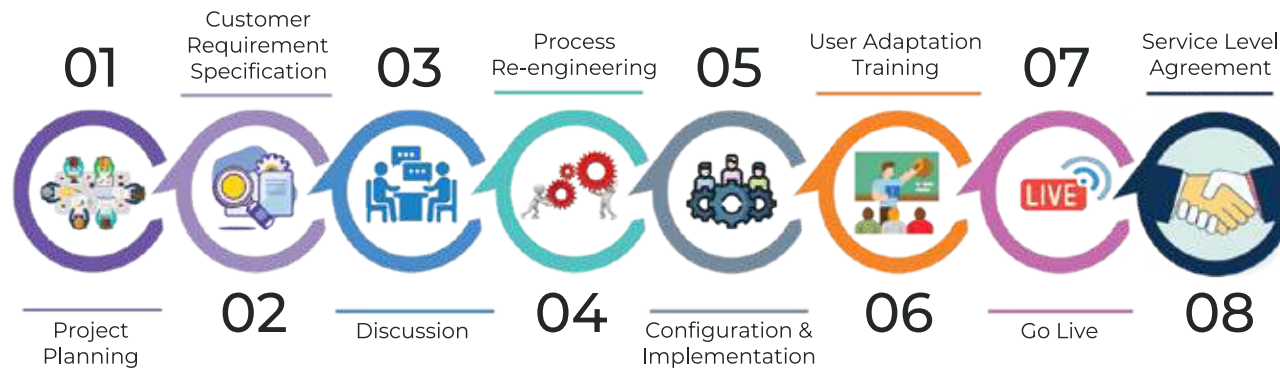 01
Project
Planning
Customer
Requirement
Specification
02
03
Discussion
Process
Re-engineering
04
05
Configuration &
Implementation
User Adaptation
Training
06
07
LIVE
Go Live
Service Level
Agreement
08